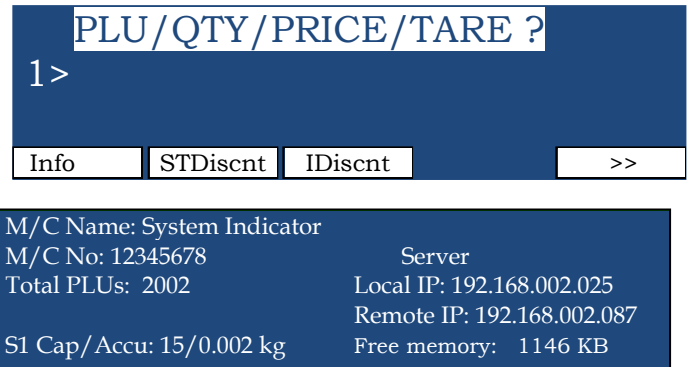 PLU/QTY/PRICE/TARE ?
1>
Info STDiscnt IDiscnt >>
M/C Name: System Indicator
M/C No: 12345678 Server
Total PLUs: 2002 Local IP: 192.168.002.025
Remote IP: 192.168.002.087
S1 Cap/Accu: 15/0.002 kg Free memory: 1146 KB